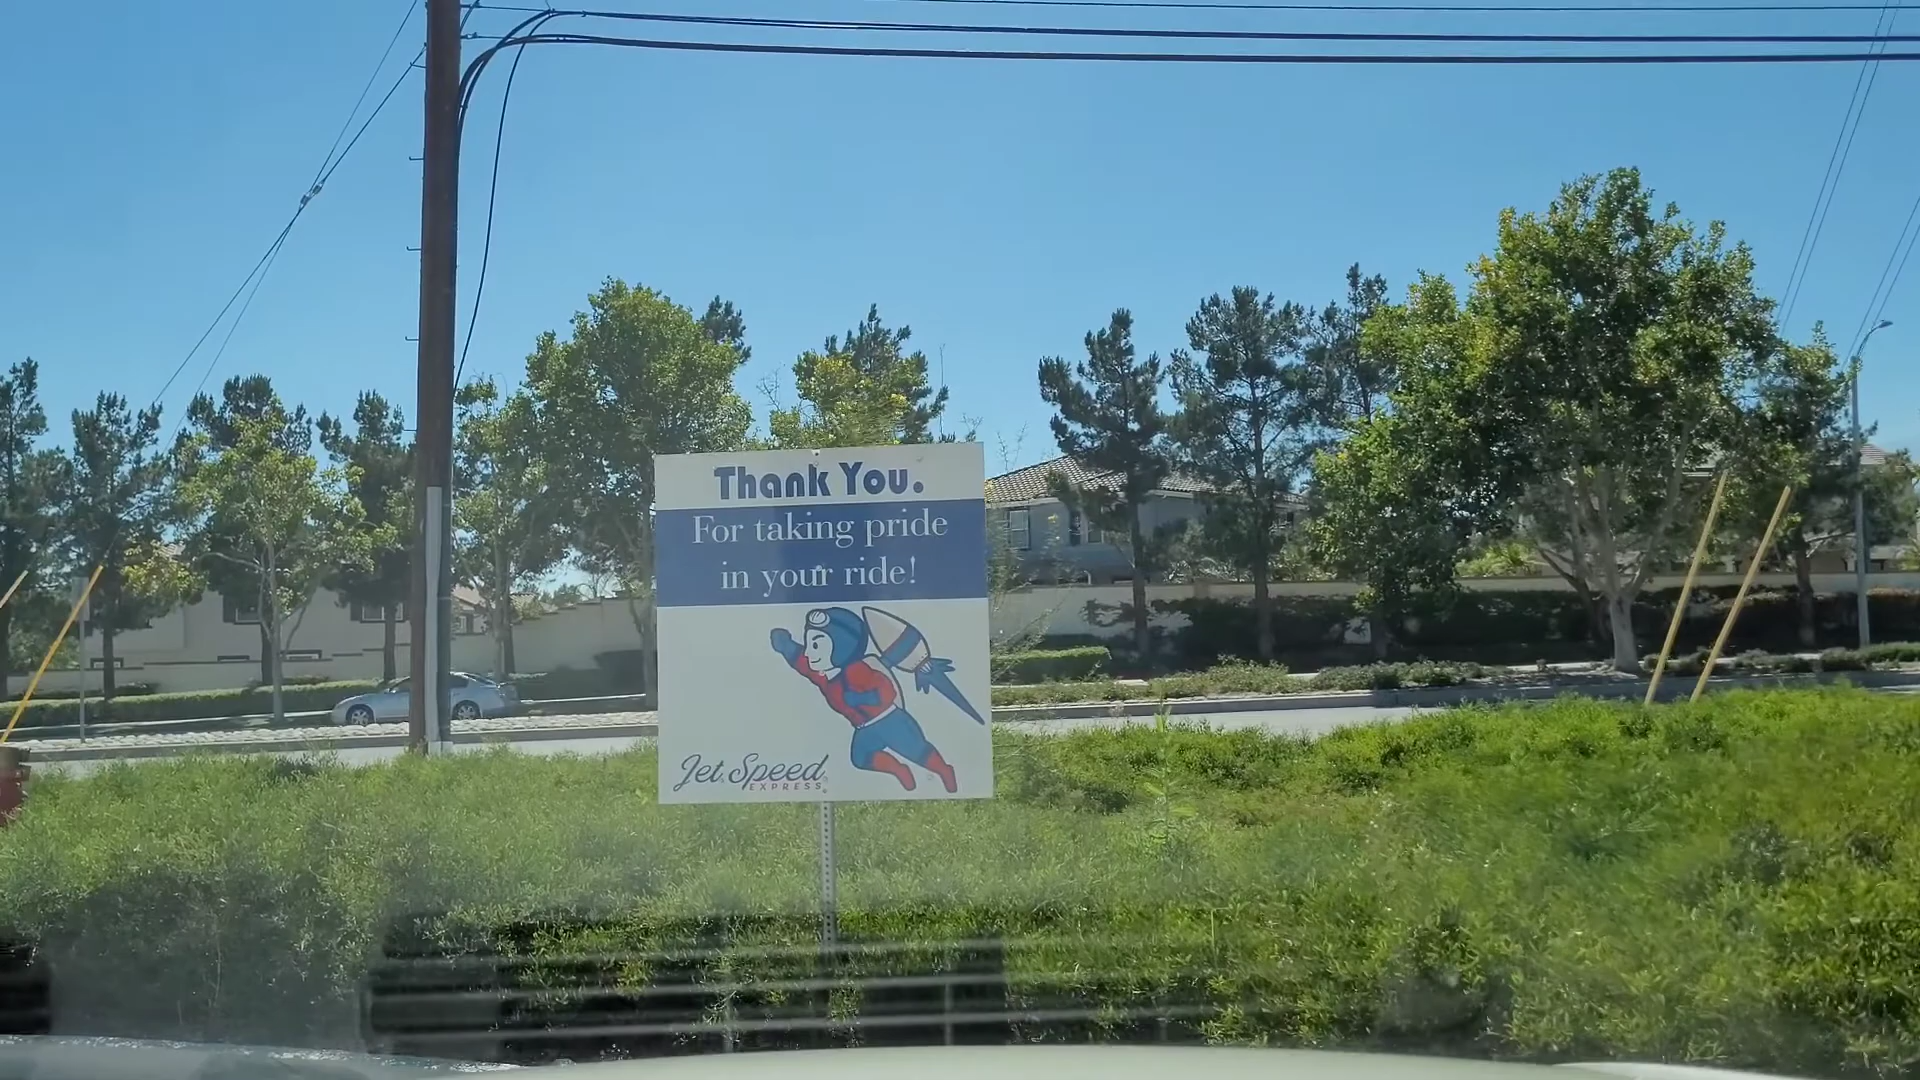 Thank You.
For taking pride
in your ride!
Jet Speed
EXPRESS